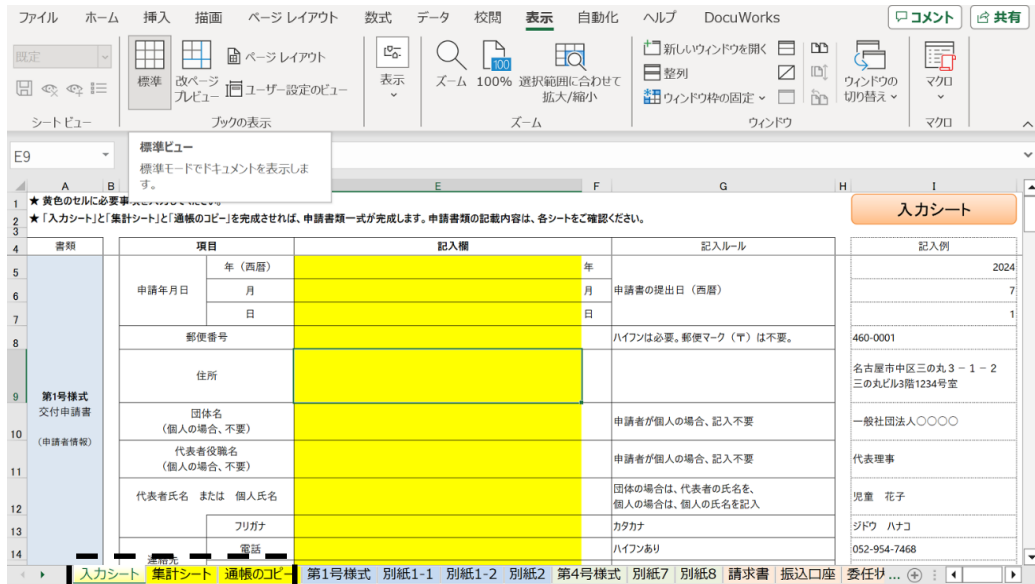 ファイル ホーム 挿入 描画 ページ レイアウト 数式 データ 校閲 表示 自動化 ヘルプ DocuWorks コメント 共有
既定
標準
改ページ プレビュー
ページ レイアウト
ユーザー設定のビュー
表示
ズーム
100
100%
選択範囲に合わせて 拡大/縮小
新しいウィンドウを開く
整列
ウィンドウ枠の固定
ウィンドウの 切り替え
マクロ
シートビュー ブックの表示 ズーム ウィンドウ マクロ
E9
標準ビュー
標準モードでドキュメントを表示しま
す。
A B E F G H I
1 ★ 黄色のセルに必要
2 ★「入力シート」と「集計シート」と「通帳のコピー」を完成されれば、申請書類一式が完成します。申請書類の記載内容は、各シートをご確認ください。
入力シート
3
4 書類 項目 記入欄 記入ルール 記入例
5 年（西暦） 年 2024
6 申請年月日 月 月 申請書の提出日（西暦） 7
7 日 日 1
8 郵便番号 ハイフンは必要。郵便マーク（〒）は不要。 460-0001
9 住所 名古屋市中区三の丸３－１－２
三の丸ビル3階1234号室
第1号様式
交付申請書
（申請者情報）
10 団体名
（個人の場合、不要） 申請者が個人の場合、記入不要 一般社団法人○○○○
11 代表者役職名
（個人の場合、不要） 申請者が個人の場合、記入不要 代表理事
12 代表者氏名 または 個人氏名 団体の場合は、代表者の氏名を、
個人の場合は、個人の氏名を記入 児童 花子
13 フリガナ カタカナ ジドウ ハナコ
14 連絡先 電話 ハイフンあり 052-954-7468
入力シート 集計シート 通帳のコピー 第1号様式 別紙1-1 別紙1-2 別紙2 第4号様式 別紙7 別紙8 請求書 振込口座 委任状 ...